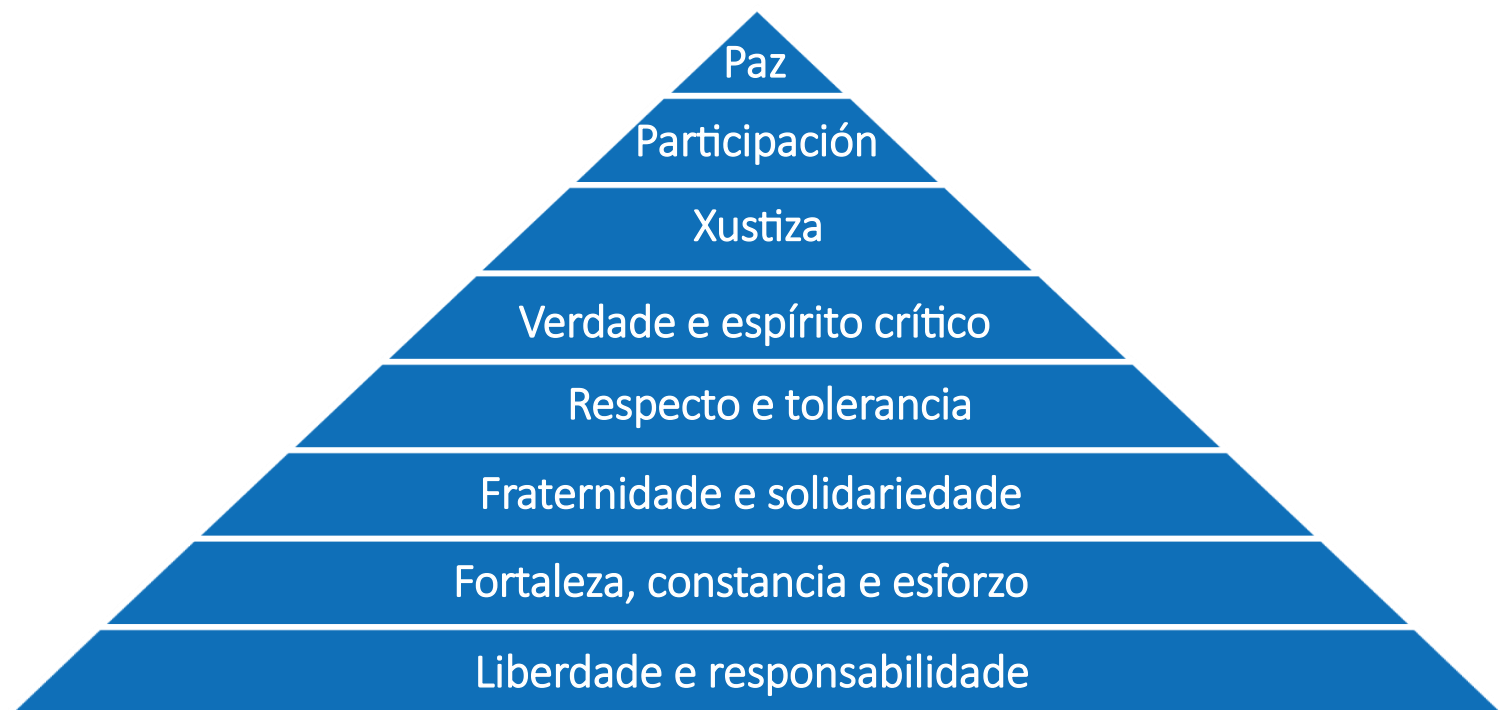 Paz
Participación
Xustiza
Verdade e espírito crítico
Respecto e tolerancia
Fraternidade e solidariedade
Fortaleza, constancia e esforzo
Liberdade e responsabilidade